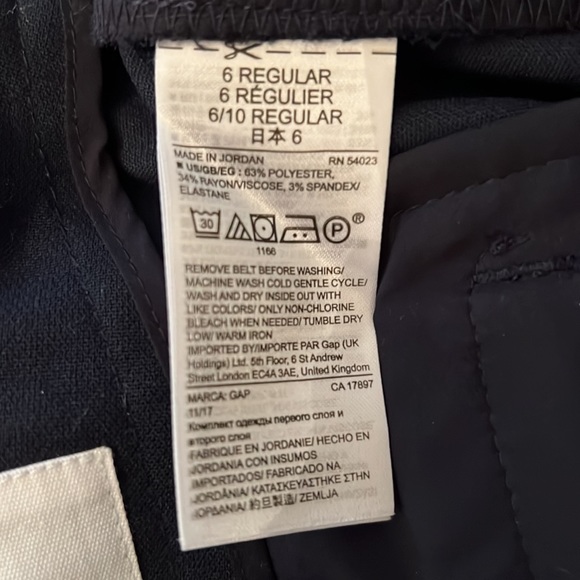 6 REGULAR
6 RÉGULIER
6/10 REGULAR
日本 6
MADE IN JORDAN RN 54023
■ US/GB/EG : 63% POLYESTER,
34% RAYON/VISCOSE, 3% SPANDEX/
ELASTANE
30 P ®
1166
REMOVE BELT BEFORE WASHING/
MACHINE WASH COLD GENTLE CYCLE/
WASH AND DRY INSIDE OUT WITH
LIKE COLORS/ ONLY NON-CHLORINE
BLEACH WHEN NEEDED/ TUMBLE DRY
LOW/ WARM IRON
IMPORTED BY/IMPORTE PAR Gap (UK
Holdings) Ltd. 5th Floor, 6 St Andrew
Street London EC4A 3AE, United Kingdom
MARCA: GAP CA 17897
11/17
Комплект одежды первого слоя и
второго слоя
FABRIQUE EN JORDANIE/ HECHO EN
JORDANIA CON INSUMOS
IMPORTADOS/ FABRICADO NA
JORDÂNIA/ ΚΑΤΑΣΚΕΥΑΣΤΗΚΕ ΣΤΗΝ
ΙΟΡΔΑΝΙΑ/ 約旦製造/ ZEMLJA